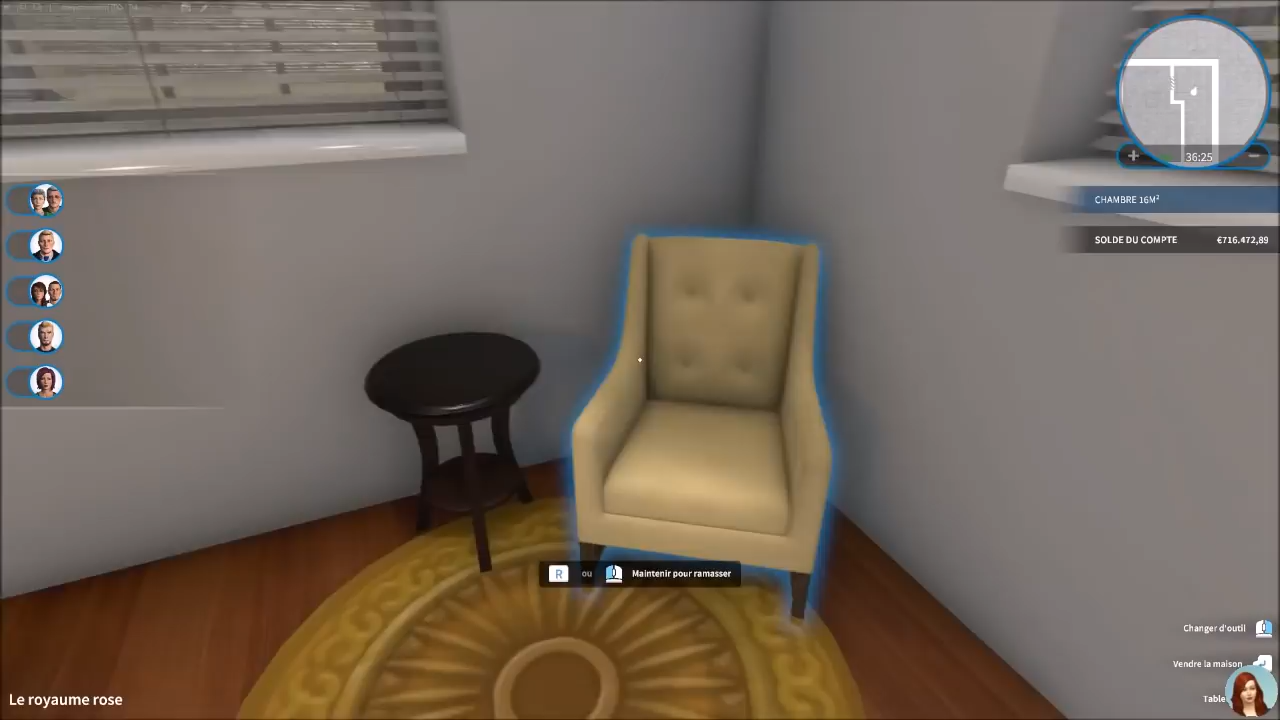 36:25
CHAMBRE 16M²
SOLDE DU COMPTE €716.472,89
R ou Maintenir pour ramasser
Changer d'outil
Vendre la maison
Table
Le royaume rose